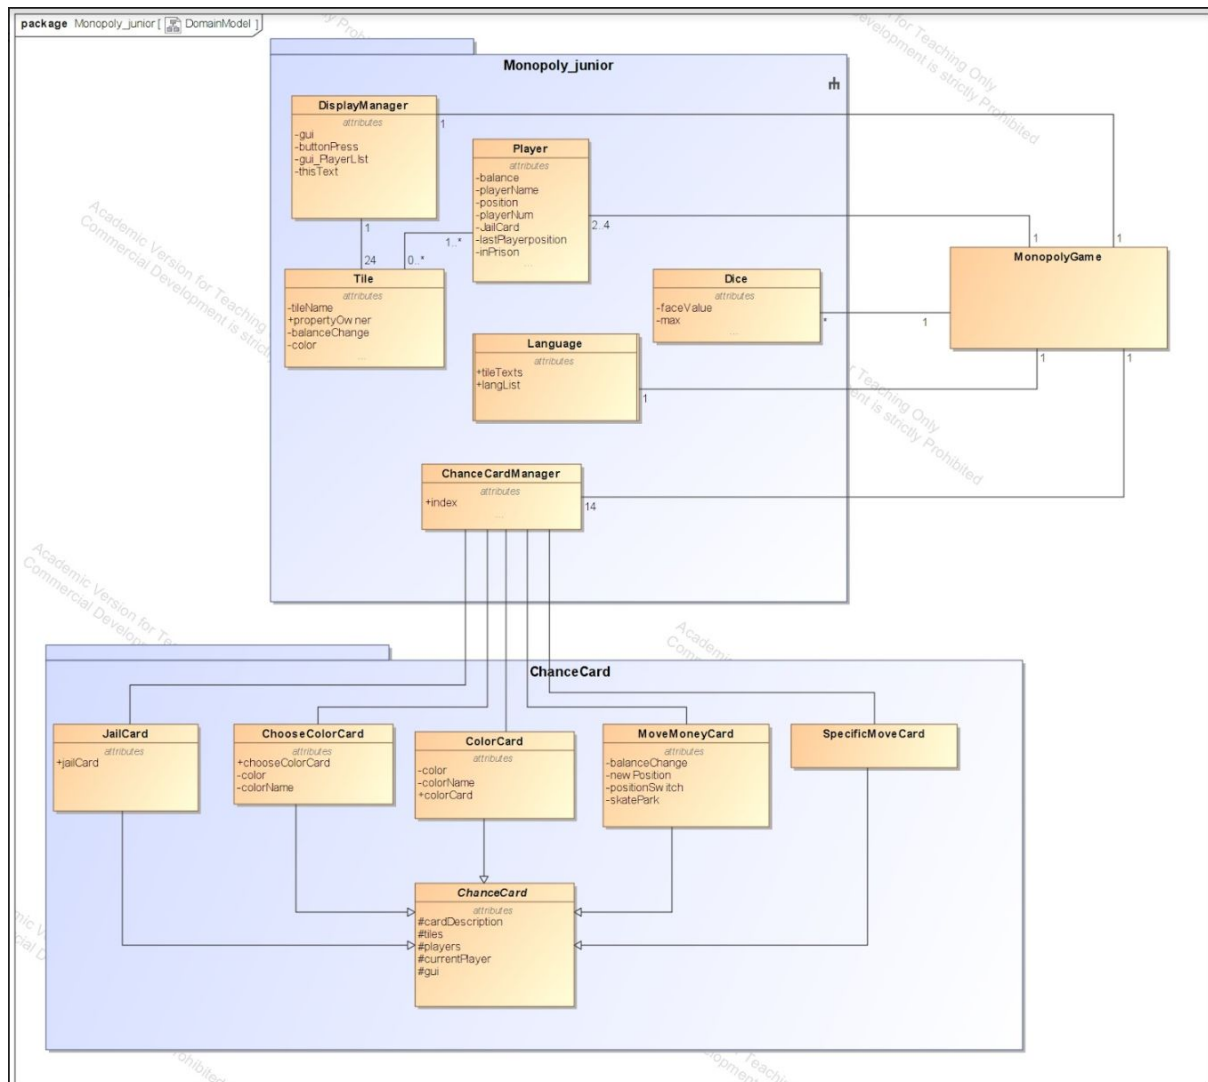 package Monopoly_junior [ DomainModel ]
Academic Version for Teaching Only
Commercial Development is strictly Prohibited
Monopoly_junior
DisplayManager
attributes
-gui
-buttonPress
-gui_PlayerLIst
-thisText
1
1
24
Player
attributes
-balance
-playerName
-position
-playerNum
-JailCard
-lastPlayerposition
-inPrison
...
2..4
1..*
0..*
1
1
MonopolyGame
Tile
attributes
-tileName
+propertyOwner
-balanceChange
-color
...
Dice
attributes
-faceValue
-max
...
*
1
Language
attributes
+tileTexts
+langList
1
1
1
ChanceCardManager
attributes
+index
...
14
ChanceCard
JailCard
attributes
+jailCard
ChooseColorCard
attributes
+chooseColorCard
-color
-colorName
ColorCard
attributes
-color
-colorName
+colorCard
MoveMoneyCard
attributes
-balanceChange
-new Position
-positionSwitch
-skatePark
SpecificMoveCard
ChanceCard
attributes
#cardDescription
#tiles
#players
#currentPlayer
#gui